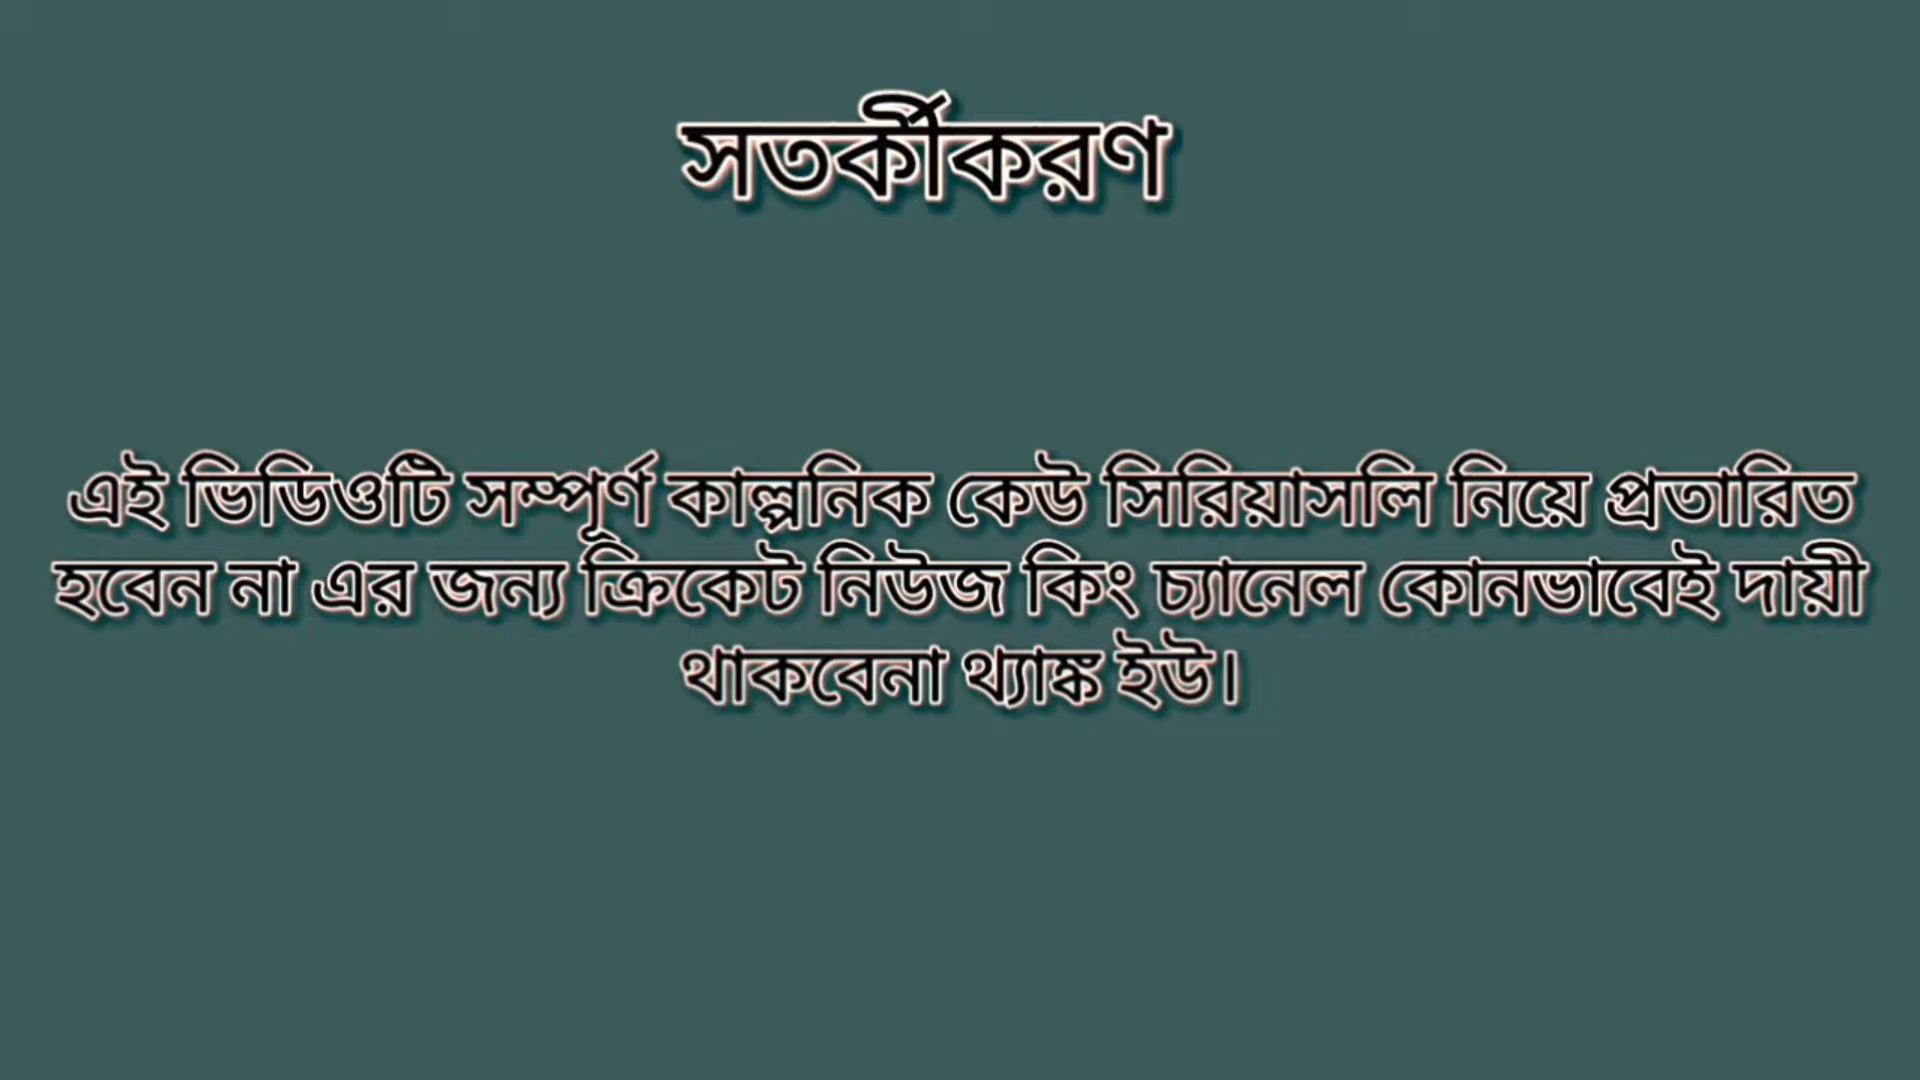 সতর্কীকরণ
এই ভিডিওটি সম্পূর্ণ কাল্পনিক কেউ সিরিয়াসলি নিয়ে প্রতারিত
হবেন না এর জন্য ক্রিকেট নিউজ কিং চ্যানেল কোনভাবেই দায়ী
থাকবেনা থ্যাঙ্ক ইউ।